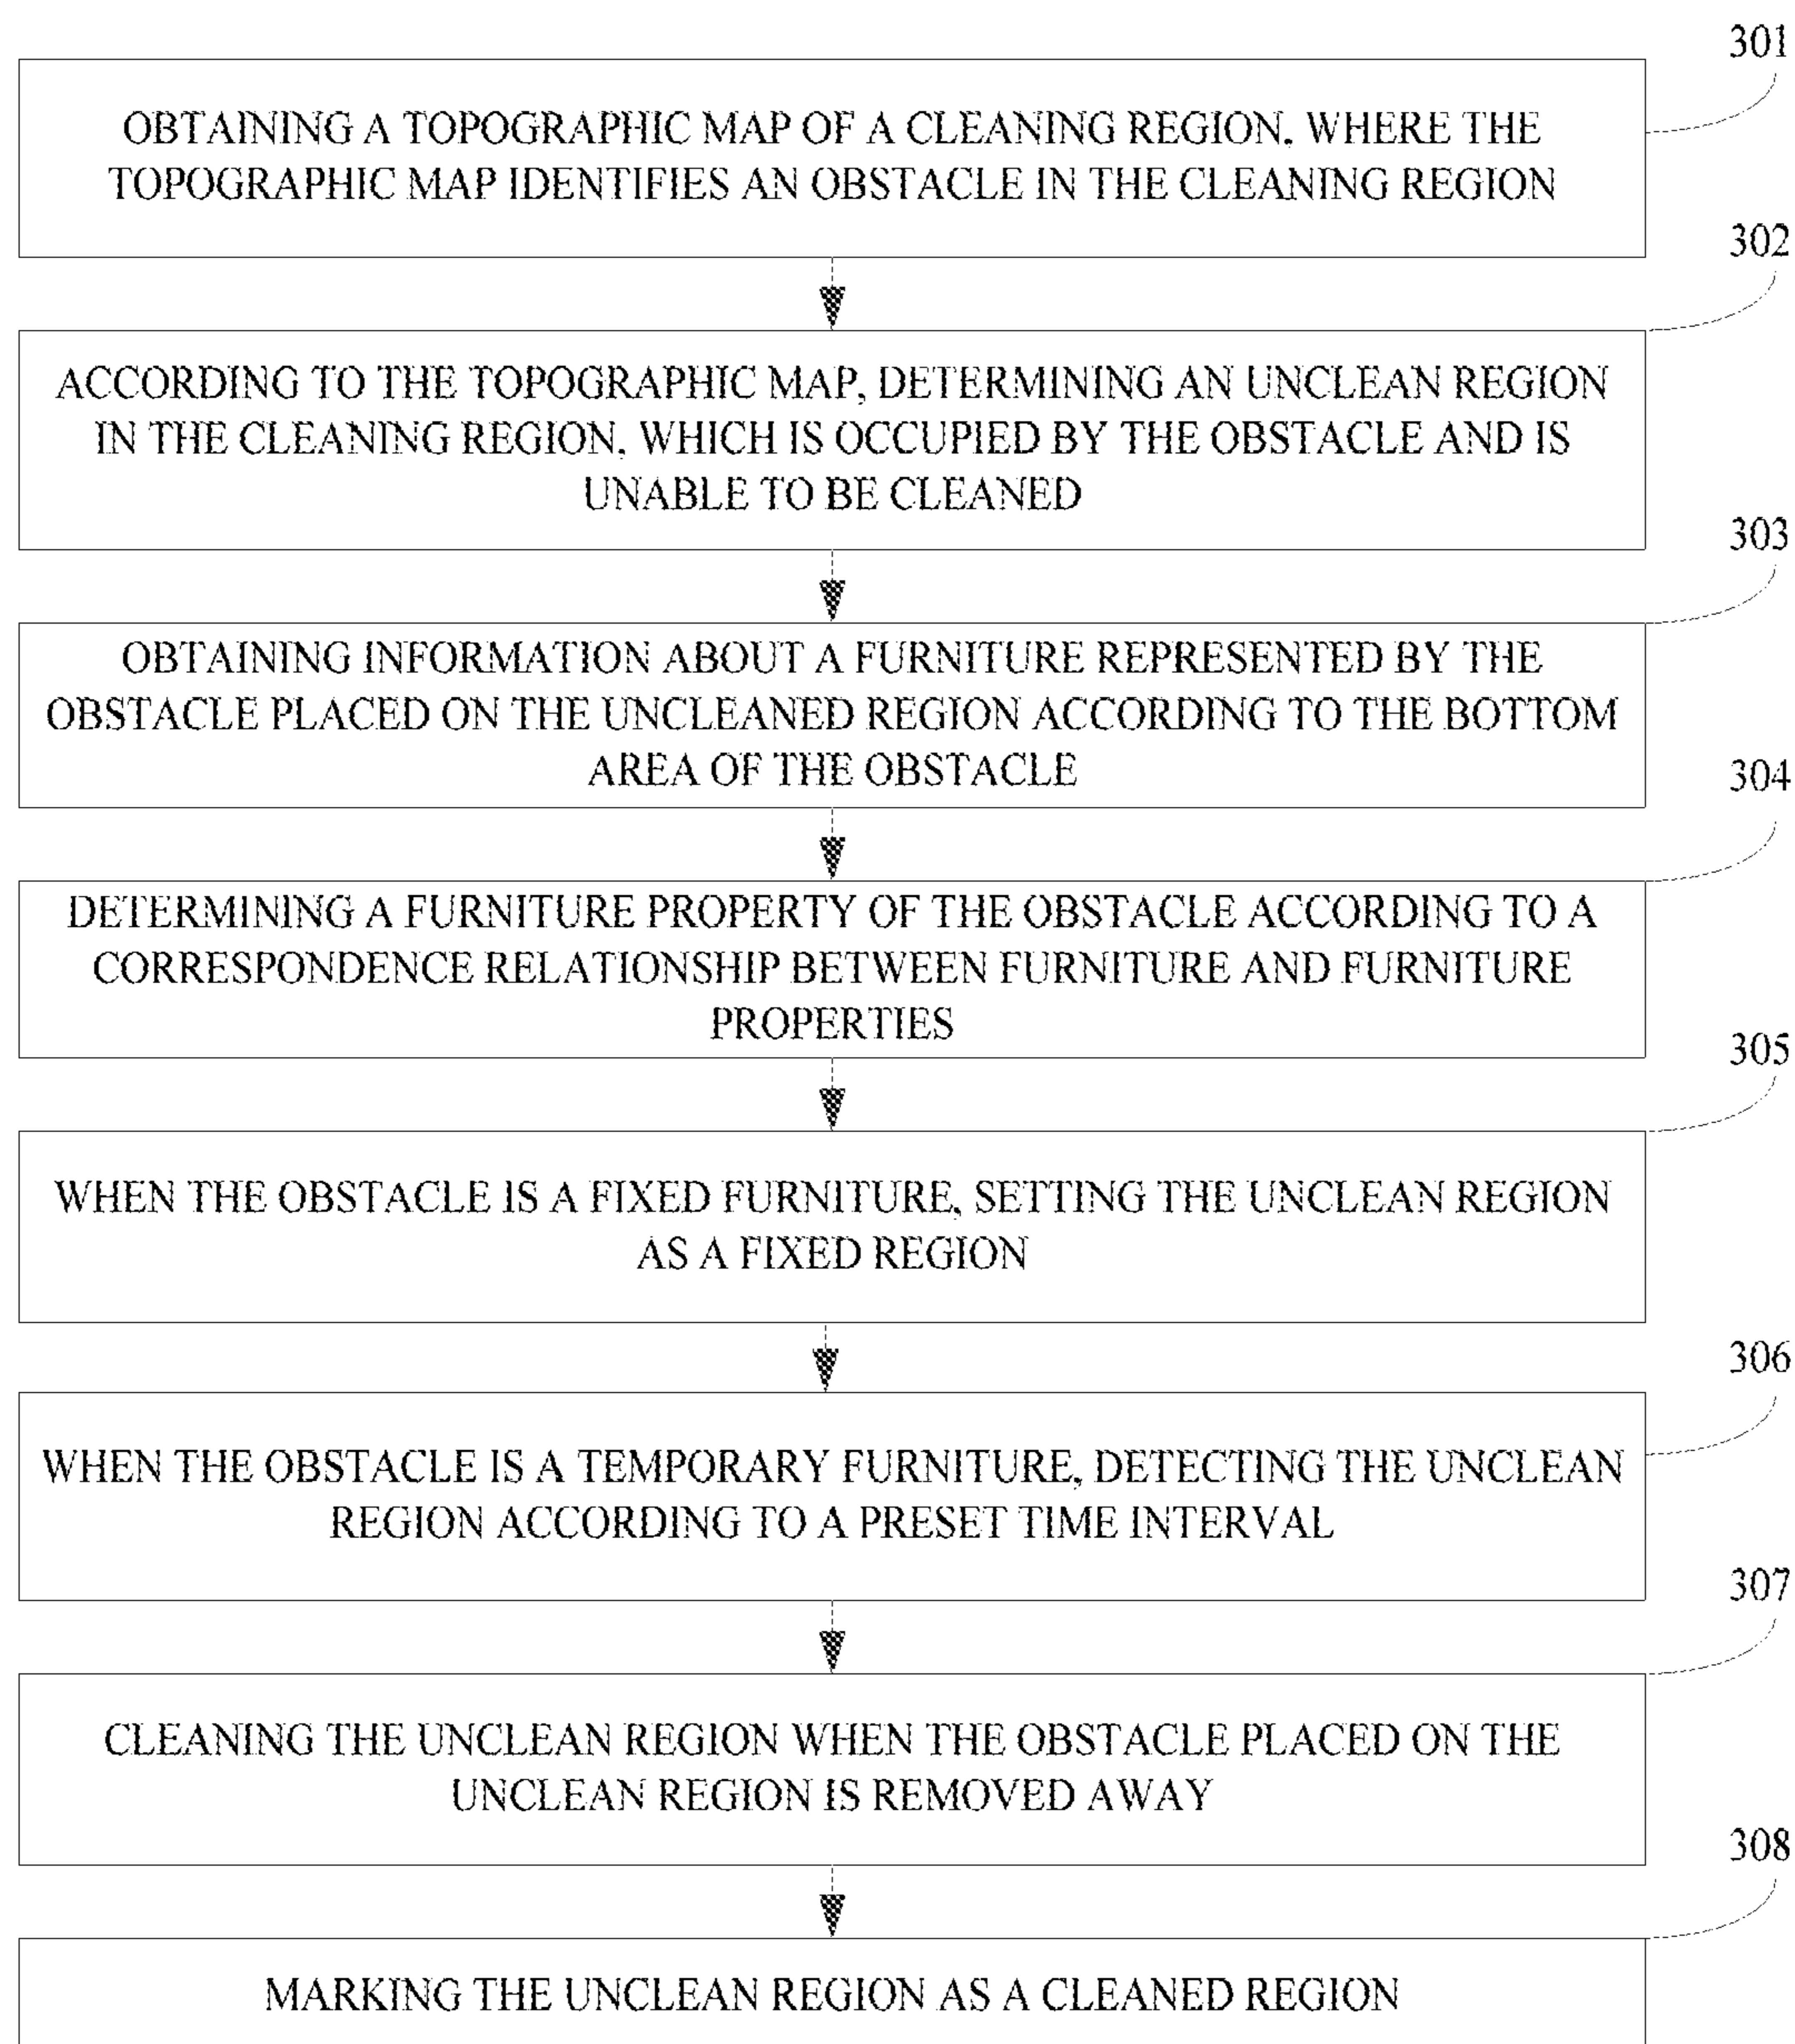 301
OBTAINING A TOPOGRAPHIC MAP OF A CLEANING REGION, WHERE THE
TOPOGRAPHIC MAP IDENTIFIES AN OBSTACLE IN THE CLEANING REGION
302
ACCORDING TO THE TOPOGRAPHIC MAP, DETERMINING AN UNCLEAN REGION
IN THE CLEANING REGION, WHICH IS OCCUPIED BY THE OBSTACLE AND IS
UNABLE TO BE CLEANED
303
OBTAINING INFORMATION ABOUT A FURNITURE REPRESENTED BY THE
OBSTACLE PLACED ON THE UNCLEANED REGION ACCORDING TO THE BOTTOM
AREA OF THE OBSTACLE
304
DETERMINING A FURNITURE PROPERTY OF THE OBSTACLE ACCORDING TO A
CORRESPONDENCE RELATIONSHIP BETWEEN FURNITURE AND FURNITURE
PROPERTIES
305
WHEN THE OBSTACLE IS A FIXED FURNITURE, SETTING THE UNCLEAN REGION
AS A FIXED REGION
306
WHEN THE OBSTACLE IS A TEMPORARY FURNITURE, DETECTING THE UNCLEAN
REGION ACCORDING TO A PRESET TIME INTERVAL
307
CLEANING THE UNCLEAN REGION WHEN THE OBSTACLE PLACED ON THE
UNCLEAN REGION IS REMOVED AWAY
308
MARKING THE UNCLEAN REGION AS A CLEANED REGION